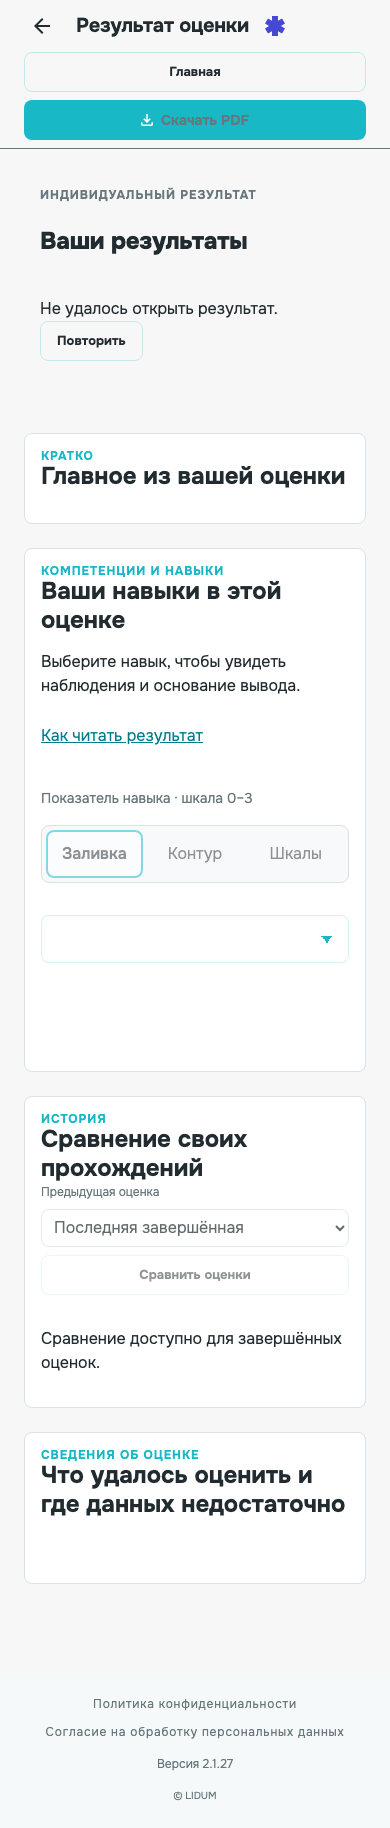 Результат оценки
Главная
Скачать PDF
ИНДИВИДУАЛЬНЫЙ РЕЗУЛЬТАТ
Ваши результаты
Не удалось открыть результат.
Повторить
КРАТКО
Главное из вашей оценки
КОМПЕТЕНЦИИ И НАВЫКИ
Ваши навыки в этой
оценке
Выберите навык, чтобы увидеть
наблюдения и основание вывода.
Как читать результат
Показатель навыка · шкала 0–3
Заливка Контур Шкалы
ИСТОРИЯ
Сравнение своих
прохождений
Предыдущая оценка
Последняя завершённая
Сравнить оценки
Сравнение доступно для завершённых
оценок.
СВЕДЕНИЯ ОБ ОЦЕНКЕ
Что удалось оценить и
где данных недостаточно
Политика конфиденциальности
Согласие на обработку персональных данных
Версия 2.1.27
© LIDUM